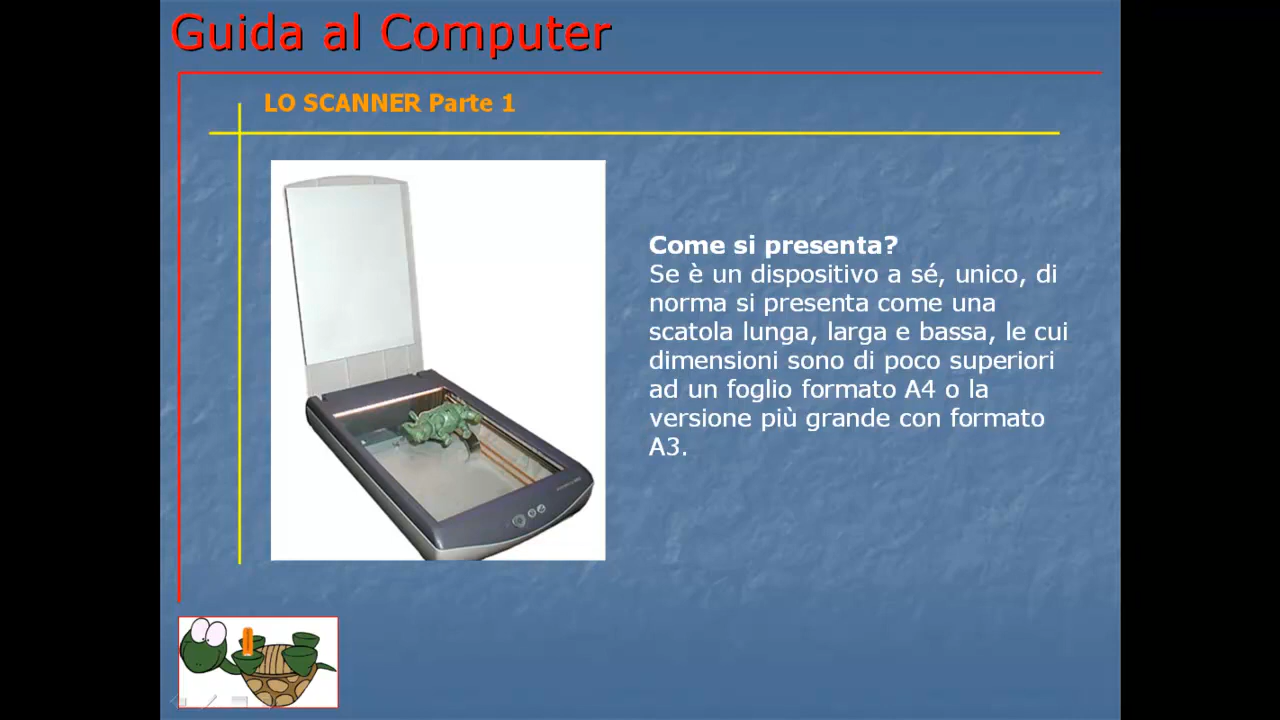 Guida al Computer
LO SCANNER Parte 1
Come si presenta?
Se è un dispositivo a sé, unico, di
norma si presenta come una
scatola lunga, larga e bassa, le cui
dimensioni sono di poco superiori
ad un foglio formato A4 o la
versione più grande con formato
A3.